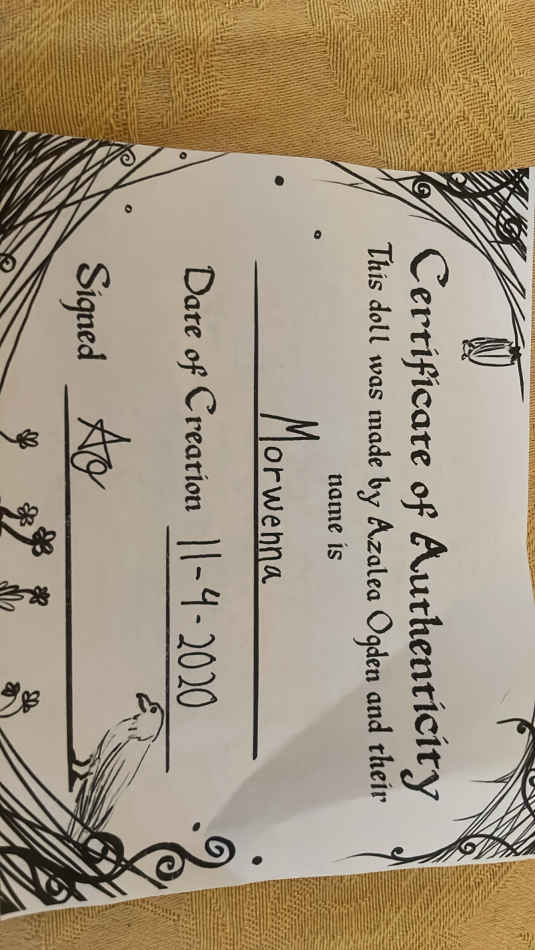 Certificate of Authenticity
This doll was made by Azalea Ogden and their
name is
Morwenna
Date of Creation 11-4-2020
Signed AO